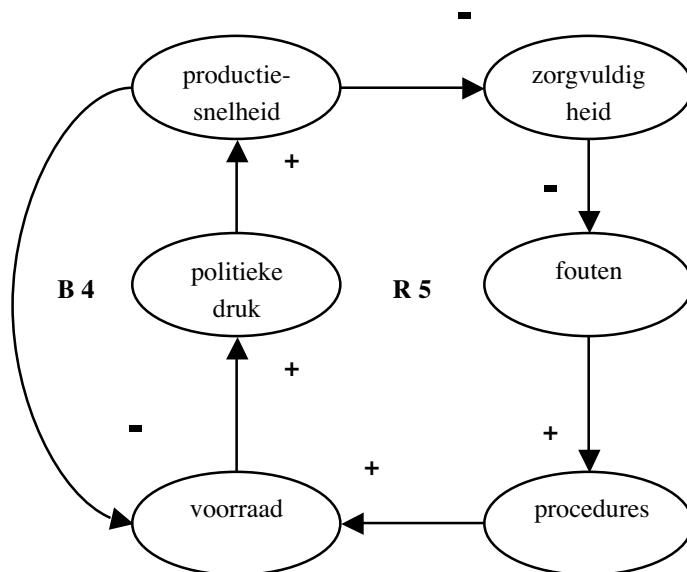 -
productie-
snelheid
zorgvuldig
heid
+
-
B 4
politieke
druk
R 5
fouten
+
-
+
+
voorraad
procedures